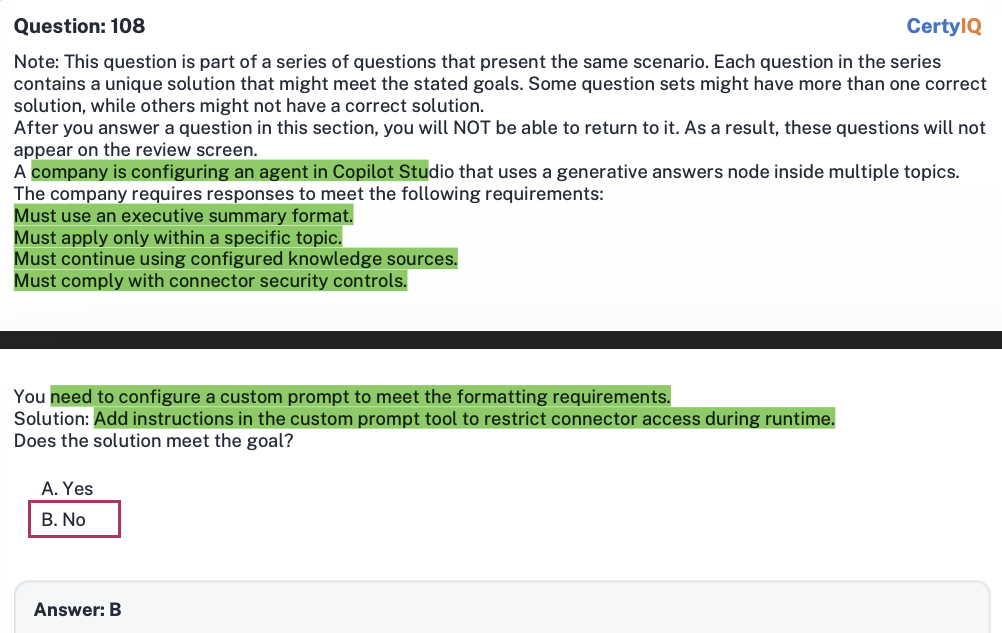 Question: 108
CertyIQ
Note: This question is part of a series of questions that present the same scenario. Each question in the series
contains a unique solution that might meet the stated goals. Some question sets might have more than one correct
solution, while others might not have a correct solution.
After you answer a question in this section, you will NOT be able to return to it. As a result, these questions will not
appear on the review screen.
A company is configuring an agent in Copilot Studio that uses a generative answers node inside multiple topics.
The company requires responses to meet the following requirements:
Must use an executive summary format.
Must apply only within a specific topic.
Must continue using configured knowledge sources.
Must comply with connector security controls.
You need to configure a custom prompt to meet the formatting requirements.
Solution: Add instructions in the custom prompt tool to restrict connector access during runtime.
Does the solution meet the goal?
A. Yes
B. No
Answer: B